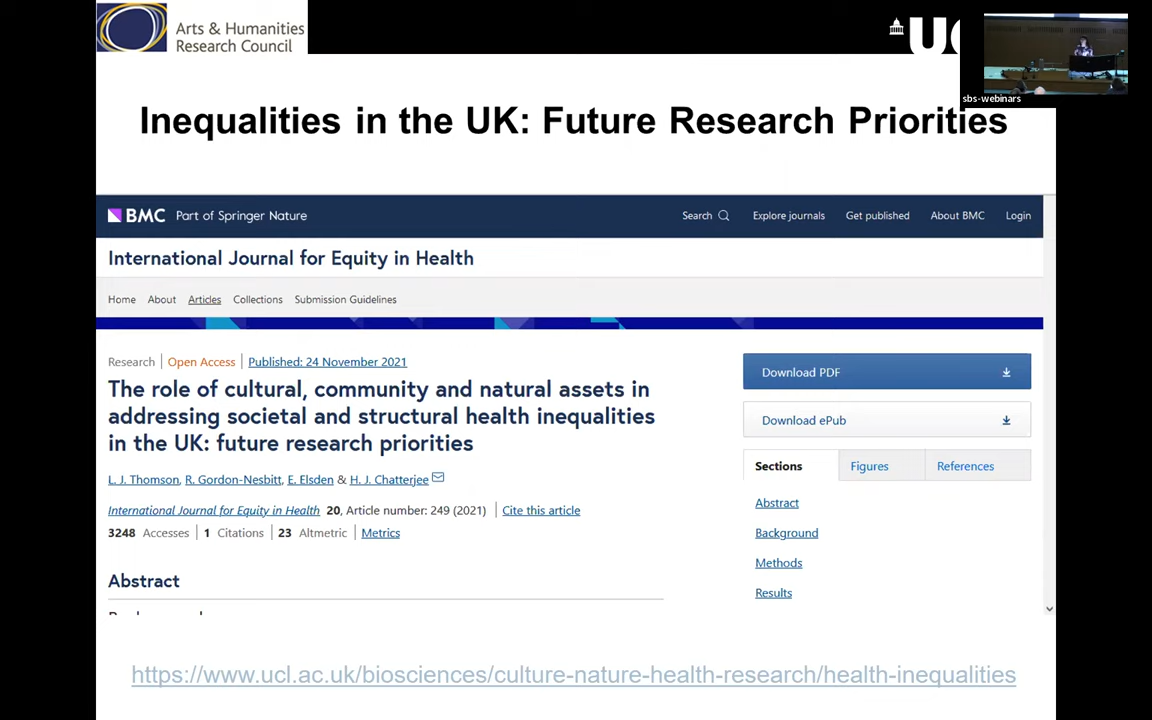 Arts & Humanities
Research Council
UC
sbs-webinars
Inequalities in the UK: Future Research Priorities
BMC Part of Springer Nature
Search Explore journals Get published About BMC Login
International Journal for Equity in Health
Home About Articles Collections Submission Guidelines
Research | Open Access | Published: 24 November 2021
The role of cultural, community and natural assets in
addressing societal and structural health inequalities
in the UK: future research priorities
L. J. Thomson, R. Gordon-Nesbitt, E. Elsden & H. J. Chatterjee
International Journal for Equity in Health 20, Article number: 249 (2021) | Cite this article
3248 Accesses | 1 Citations | 23 Altmetric | Metrics
Abstract
Download PDF
Download ePub
Sections Figures References
Abstract
Background
Methods
Results
https://www.ucl.ac.uk/biosciences/culture-nature-health-research/health-inequalities